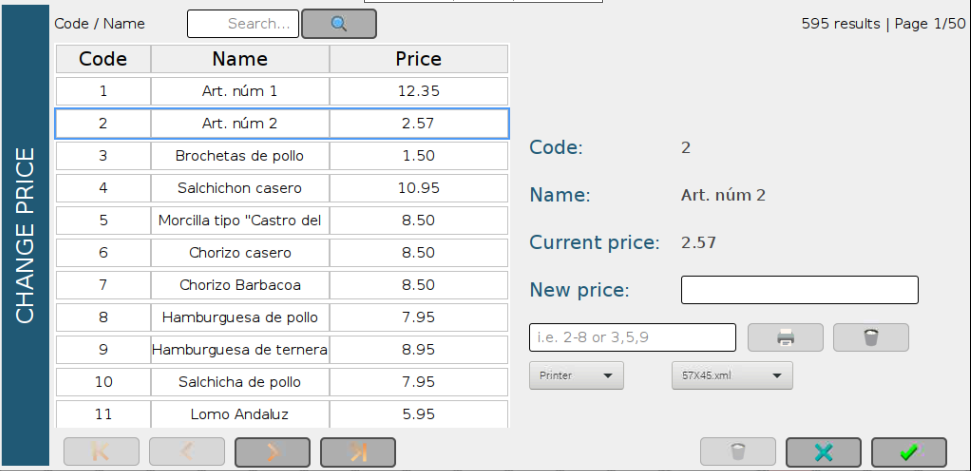 Code / Name
Search...
595 results | Page 1/50
CHANGE PRICE
Code Name Price
1 Art. núm 1 12.35
2 Art. núm 2 2.57
3 Brochetas de pollo 1.50
4 Salchichon casero 10.95
5 Morcilla tipo "Castro del 8.50
6 Chorizo casero 8.50
7 Chorizo Barbacoa 8.50
8 Hamburguesa de pollo 7.95
9 Hamburguesa de ternera 8.95
10 Salchicha de pollo 7.95
11 Lomo Andaluz 5.95
Code: 2
Name: Art. núm 2
Current price: 2.57
New price:
i.e. 2-8 or 3,5,9
Printer
57X45.xml